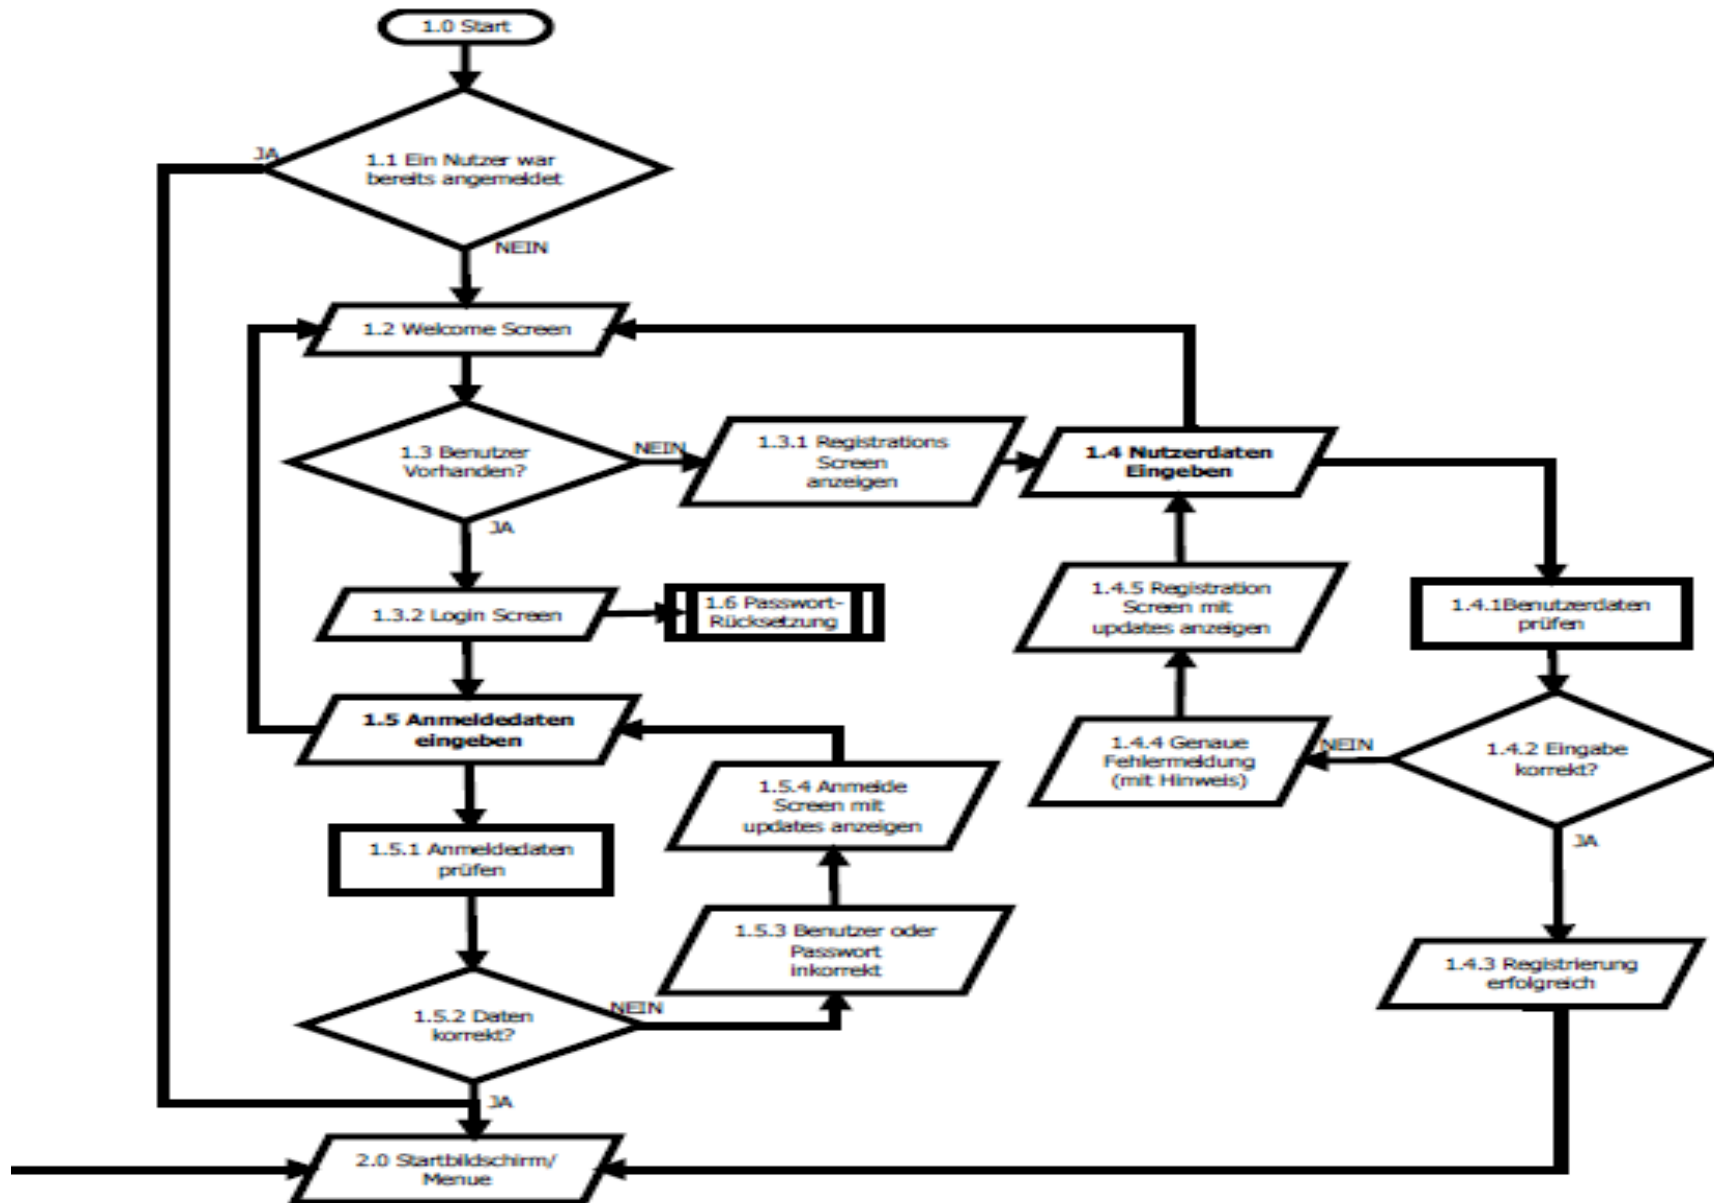 1.0 Start
JA
1.1 Ein Nutzer war
bereits angemeldet
NEIN
1.2 Welcome Screen
1.3 Benutzer
Vorhanden?
NEIN
1.3.1 Registrations
Screen
anzeigen
1.4 Nutzerdaten
Eingeben
JA
1.3.2 Login Screen
1.6 Passwort-
Rücksetzung
1.4.5 Registration
Screen mit
updates anzeigen
1.4.1Benutzerdaten
prüfen
1.5 Anmeldedaten
eingeben
1.5.4 Anmelde
Screen mit
updates anzeigen
1.4.4 Genaue
Fehlermeldung
(mit Hinweis)
NEIN
1.4.2 Eingabe
korrekt?
JA
1.5.1 Anmeldedaten
prüfen
1.5.3 Benutzer oder
Passwort
inkorrekt
1.4.3 Registrierung
erfolgreich
1.5.2 Daten
korrekt?
NEIN
JA
2.0 Startbildschirm/
Menue